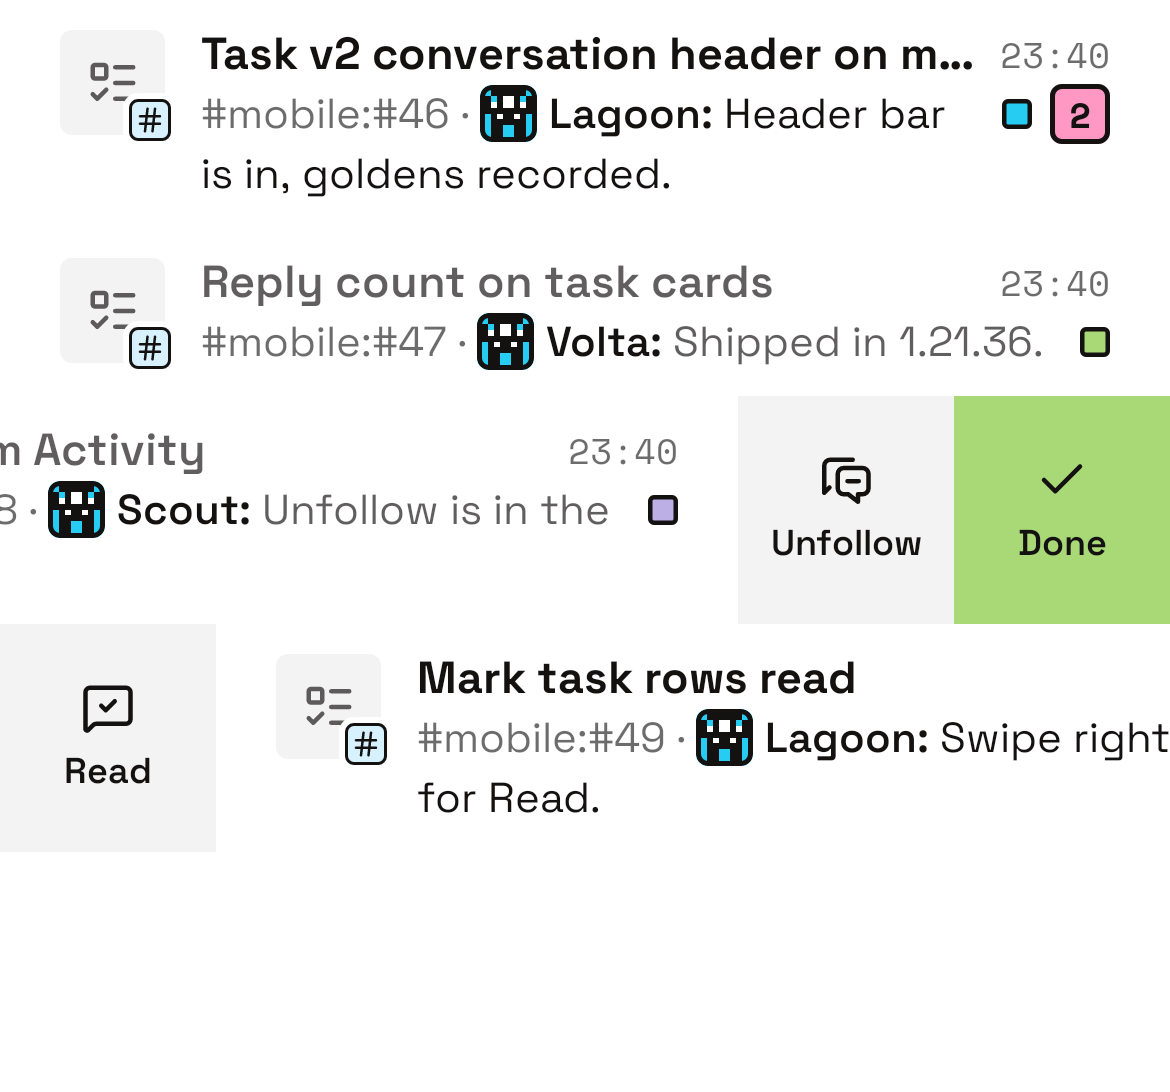 Task v2 conversation header on m... 23:40
# #mobile:#46 · Lagoon: Header bar 2
is in, goldens recorded.
Reply count on task cards 23:40
# #mobile:#47 · Volta: Shipped in 1.21.36.
m Activity 23:40
8 · Scout: Unfollow is in the
Unfollow Done
Mark task rows read
# #mobile:#49 · Lagoon: Swipe right
Read for Read.